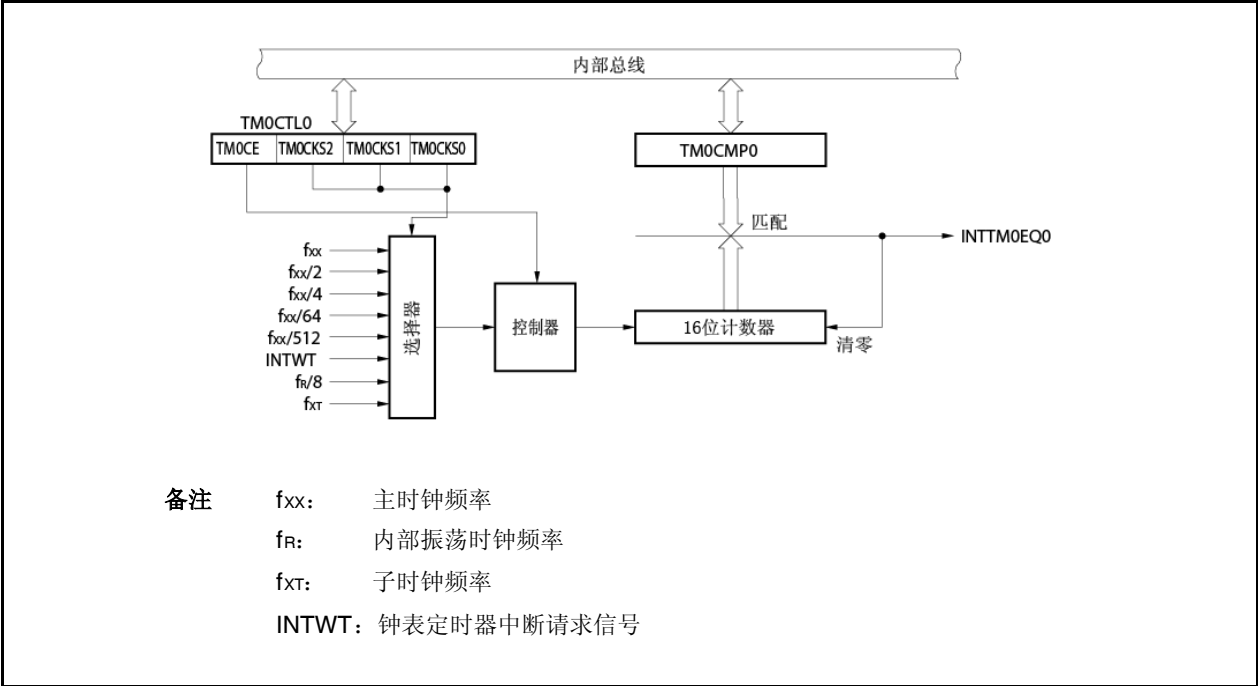 内部总线
TM0CTL0
TM0CE TM0CKS2 TM0CKS1 TM0CKS0
TM0CMP0
匹配
INTTM0EQ0
fxx
fxx/2
fxx/4
fxx/64
fxx/512
INTWT
fR/8
fXT
选择器
控制器
16位计数器
清零
备注 fxx： 主时钟频率
fR： 内部振荡时钟频率
fXT： 子时钟频率
INTWT：钟表定时器中断请求信号